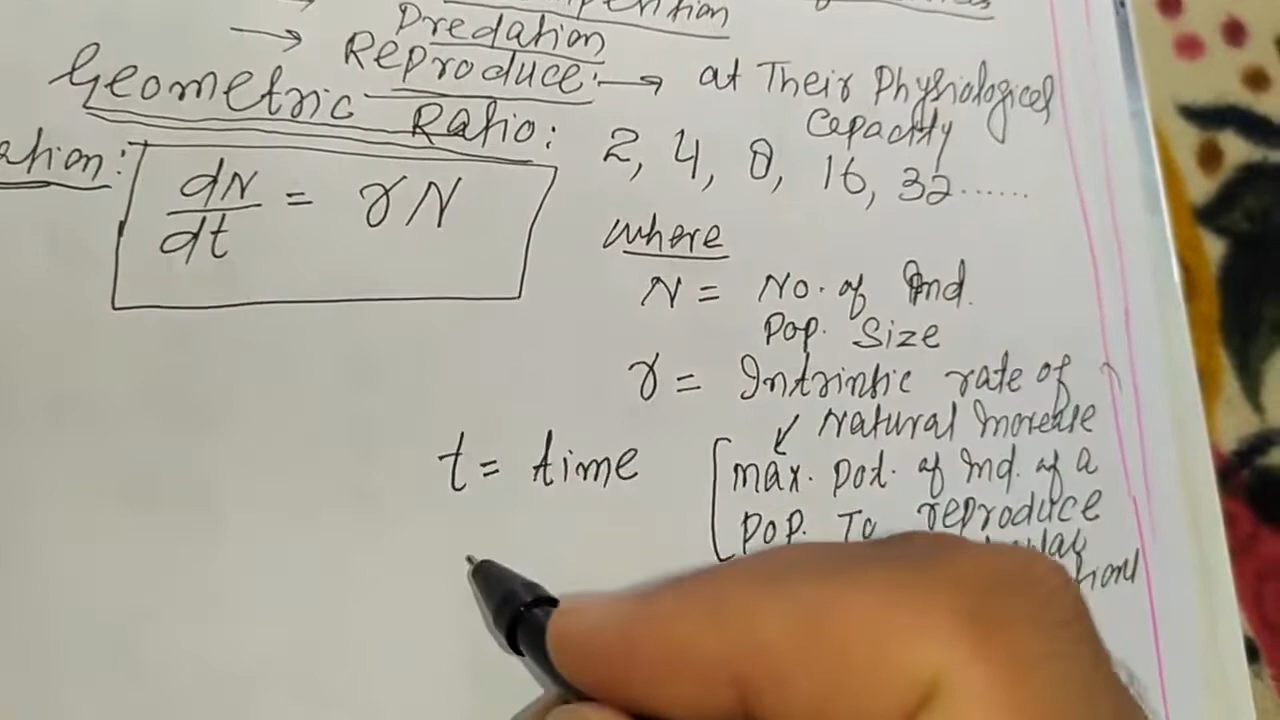 Predation
→ Reproduce: → at Their Physiological
Capacity
Geometric Ratio: 2, 4, 8, 16, 32......
dN/dt = rN
where
N = No. of Ind.
Pop. Size
r = Intrinsic rate of
Natural Increase
t = time
max. pot. of Ind. of a
pop. To reproduce